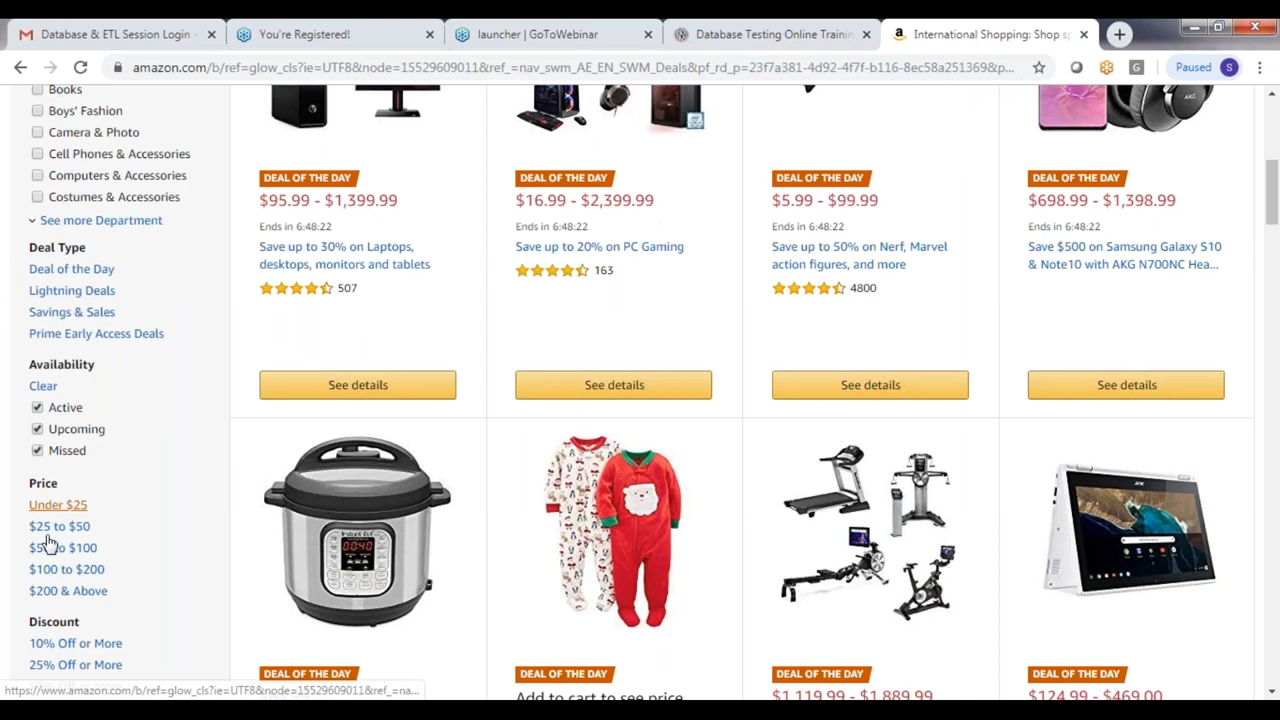 Database & ETL Session Login -
You're Registered!
launcher | GoToWebinar
Database Testing Online Trainin
International Shopping: Shop s
amazon.com/b/ref=glow_cls?ie=UTF8&node=15529609011&ref_=nav_swm_AE_EN_SWM_Deals&pf_rd_p=23f7a381-4d92-4f7f-b116-8ec58a251369&p...
G
Paused
S
Books
Boys' Fashion
Camera & Photo
Cell Phones & Accessories
Computers & Accessories
Costumes & Accessories
See more Department
Deal Type
Deal of the Day
Lightning Deals
Savings & Sales
Prime Early Access Deals
Availability
Clear
Active
Upcoming
Missed
Price
Under $25
$25 to $50
to $100
$100 to $200
$200 & Above
Discount
10% Off or More
25% Off or More
DEAL OF THE DAY
$95.99 - $1,399.99
Ends in 6:48:22
Save up to 30% on Laptops,
desktops, monitors and tablets
507
See details
DEAL OF THE DAY
$16.99 - $2,399.99
Ends in 6:48:22
Save up to 20% on PC Gaming
163
See details
DEAL OF THE DAY
$5.99 - $99.99
Ends in 6:48:22
Save up to 50% on Nerf, Marvel
action figures, and more
4800
See details
AKG
DEAL OF THE DAY
$698.99 - $1,398.99
Ends in 6:48:22
Save $500 on Samsung Galaxy S10
& Note10 with AKG N700NC Hea...
See details
Instant Pot
00:40
DEAL OF THE DAY
DEAL OF THE DAY
Add to cart to see price
DEAL OF THE DAY
$1,119.99 - $1,889.99
acer
DEAL OF THE DAY
$124.99 - $469.00
https://www.amazon.com/b/ref=glow_cls?ie=UTF8&node=15529609011&ref_=na...